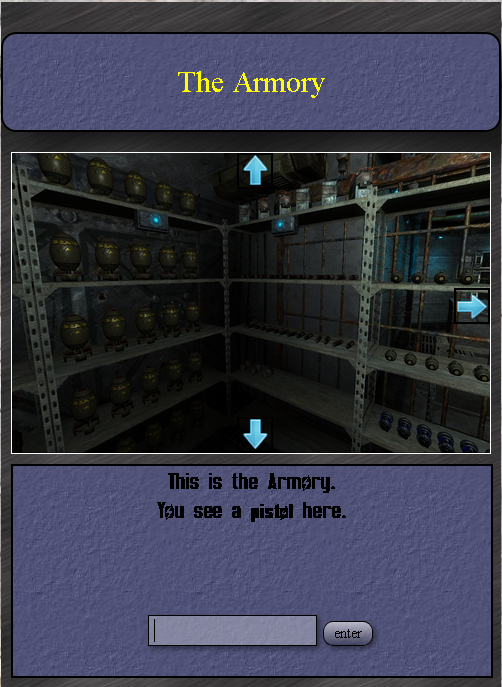 The Armory
This is the Armory.
You see a pistol here.
enter